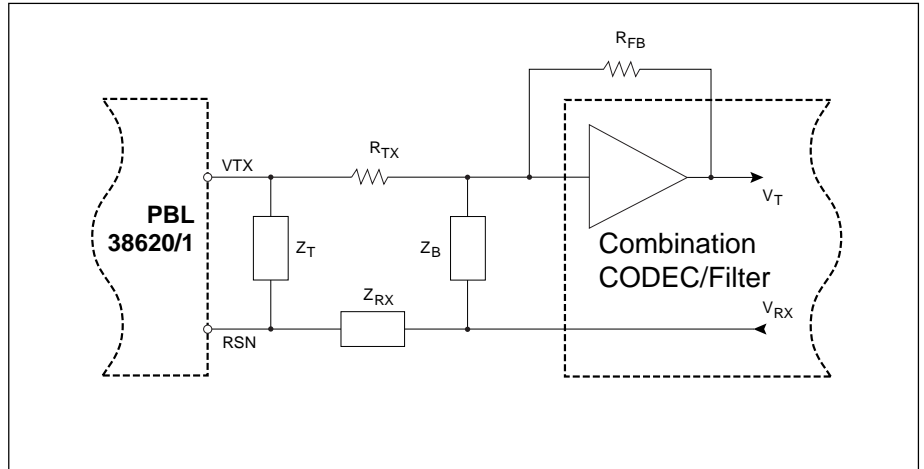 R_FB
R_TX
VTX
V_T
PBL
38620/1
Z_T
Z_B
Combination
CODEC/Filter
Z_RX
V_RX
RSN